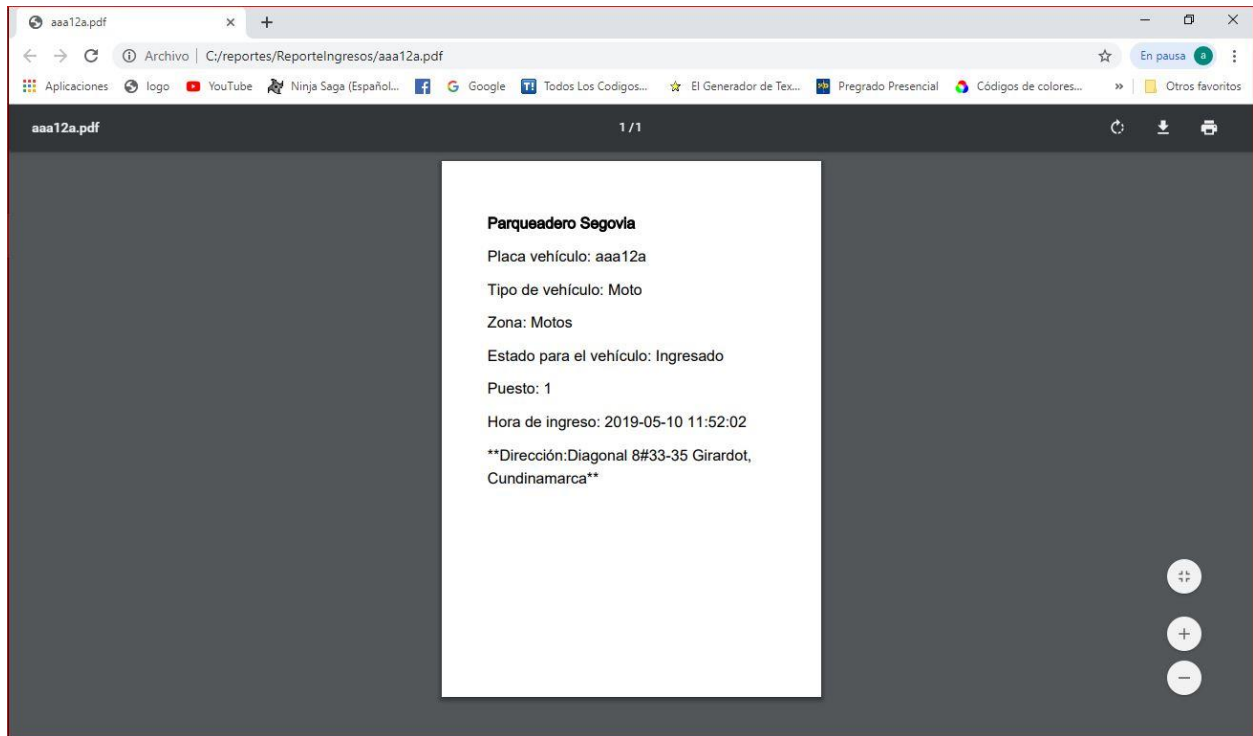 aaa12a.pdf
Archivo | C:/reportes/ReporteIngresos/aaa12a.pdf
En pausa a
Aplicaciones logo YouTube Ninja Saga (Español... Google T! Todos Los Codigos... El Generador de Tex... Pregrado Presencial Códigos de colores... » Otros favoritos
aaa12a.pdf 1 / 1
Parqueadero Segovia
Placa vehículo: aaa12a
Tipo de vehículo: Moto
Zona: Motos
Estado para el vehículo: Ingresado
Puesto: 1
Hora de ingreso: 2019-05-10 11:52:02
**Dirección:Diagonal 8#33-35 Girardot,
Cundinamarca**